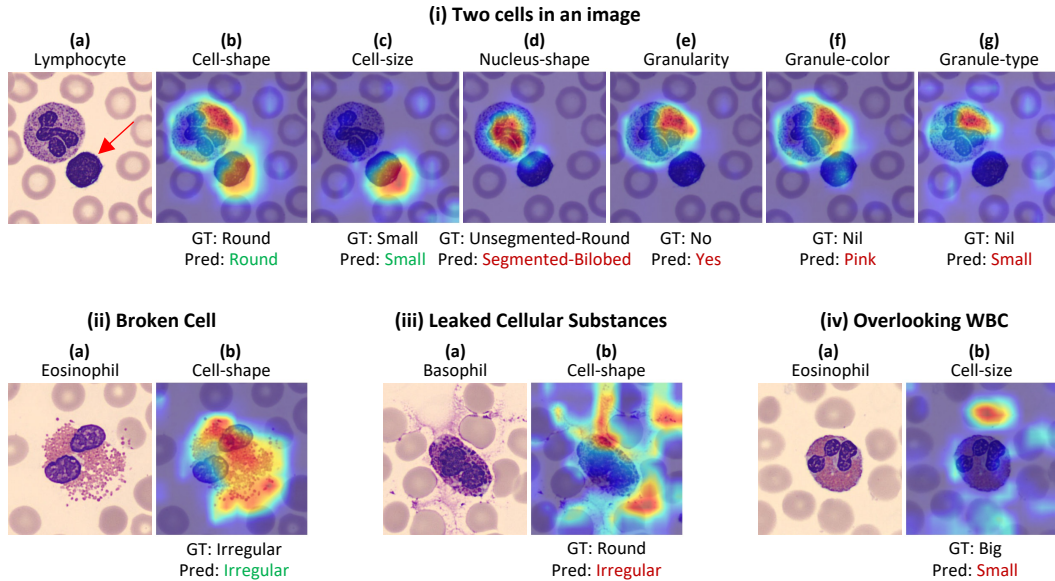 (i) Two cells in an image
(a) (b) (c) (d) (e) (f) (g)
Lymphocyte Cell-shape Cell-size Nucleus-shape Granularity Granule-color Granule-type
GT: Round GT: Small GT: Unsegmented-Round GT: No GT: Nil GT: Nil
Pred: Round Pred: Small Pred: Segmented-Bilobed Pred: Yes Pred: Pink Pred: Small
(ii) Broken Cell (iii) Leaked Cellular Substances (iv) Overlooking WBC
(a) (b) (a) (b) (a) (b)
Eosinophil Cell-shape Basophil Cell-shape Eosinophil Cell-size
GT: Irregular GT: Round GT: Big
Pred: Irregular Pred: Irregular Pred: Small